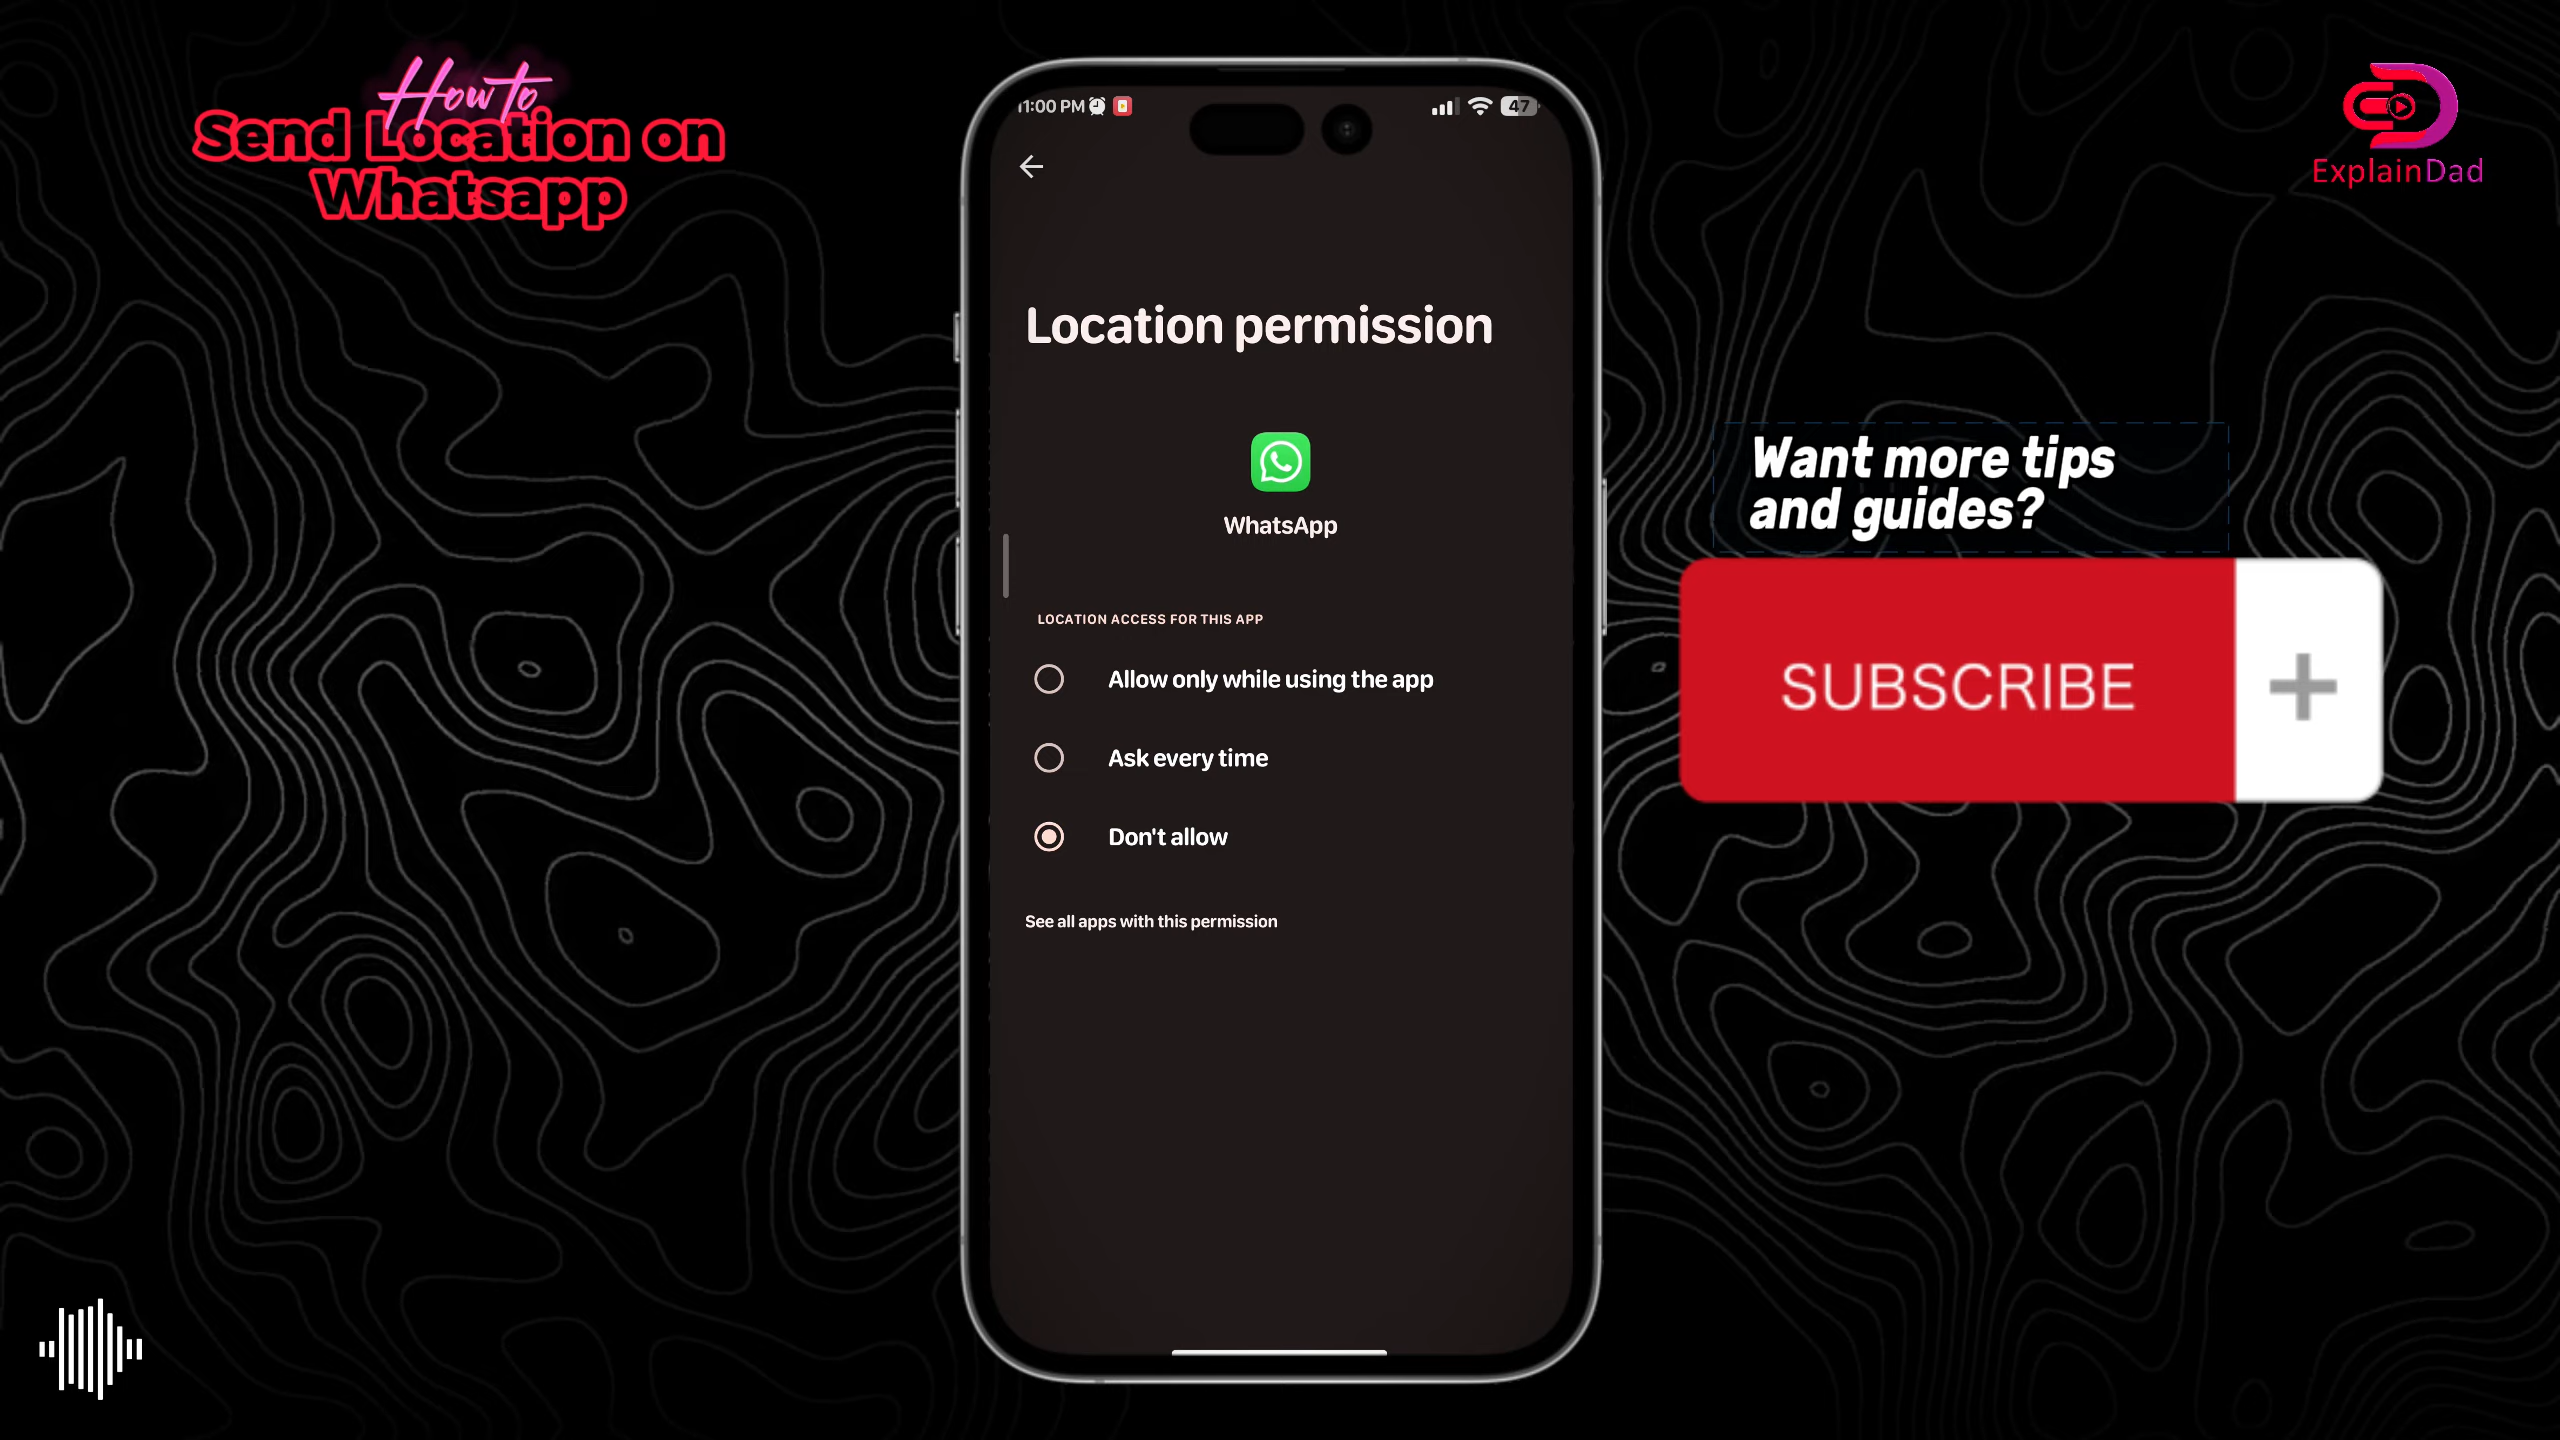 How to
Send Location on
Whatsapp
ExplainDad
11:00 PM
47
Location permission
WhatsApp
LOCATION ACCESS FOR THIS APP
Allow only while using the app
Ask every time
Don't allow
See all apps with this permission
Want more tips
and guides?
SUBSCRIBE